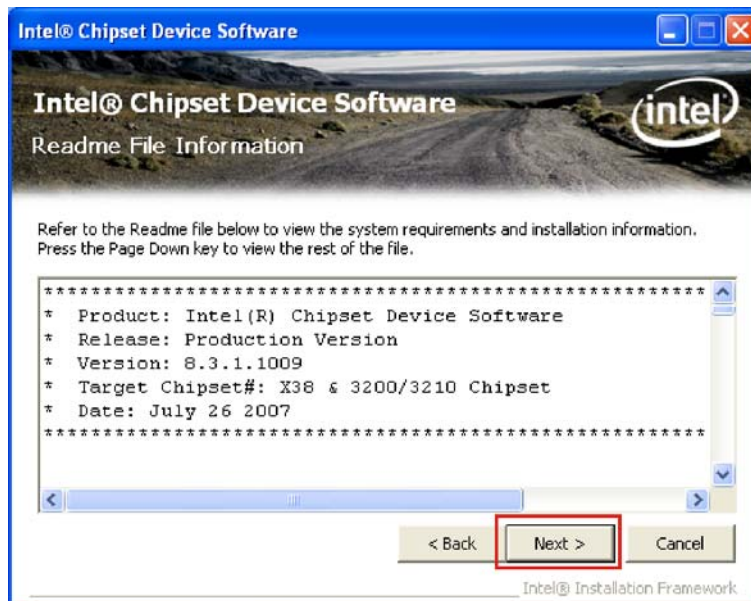 Intel® Chipset Device Software
Intel® Chipset Device Software
intel
Readme File Information
Refer to the Readme file below to view the system requirements and installation information.
Press the Page Down key to view the rest of the file.
********************************************************
* Product: Intel(R) Chipset Device Software
* Release: Production Version
* Version: 8.3.1.1009
* Target Chipset#: X38 & 3200/3210 Chipset
* Date: July 26 2007
********************************************************
< Back Next > Cancel
Intel® Installation Framework